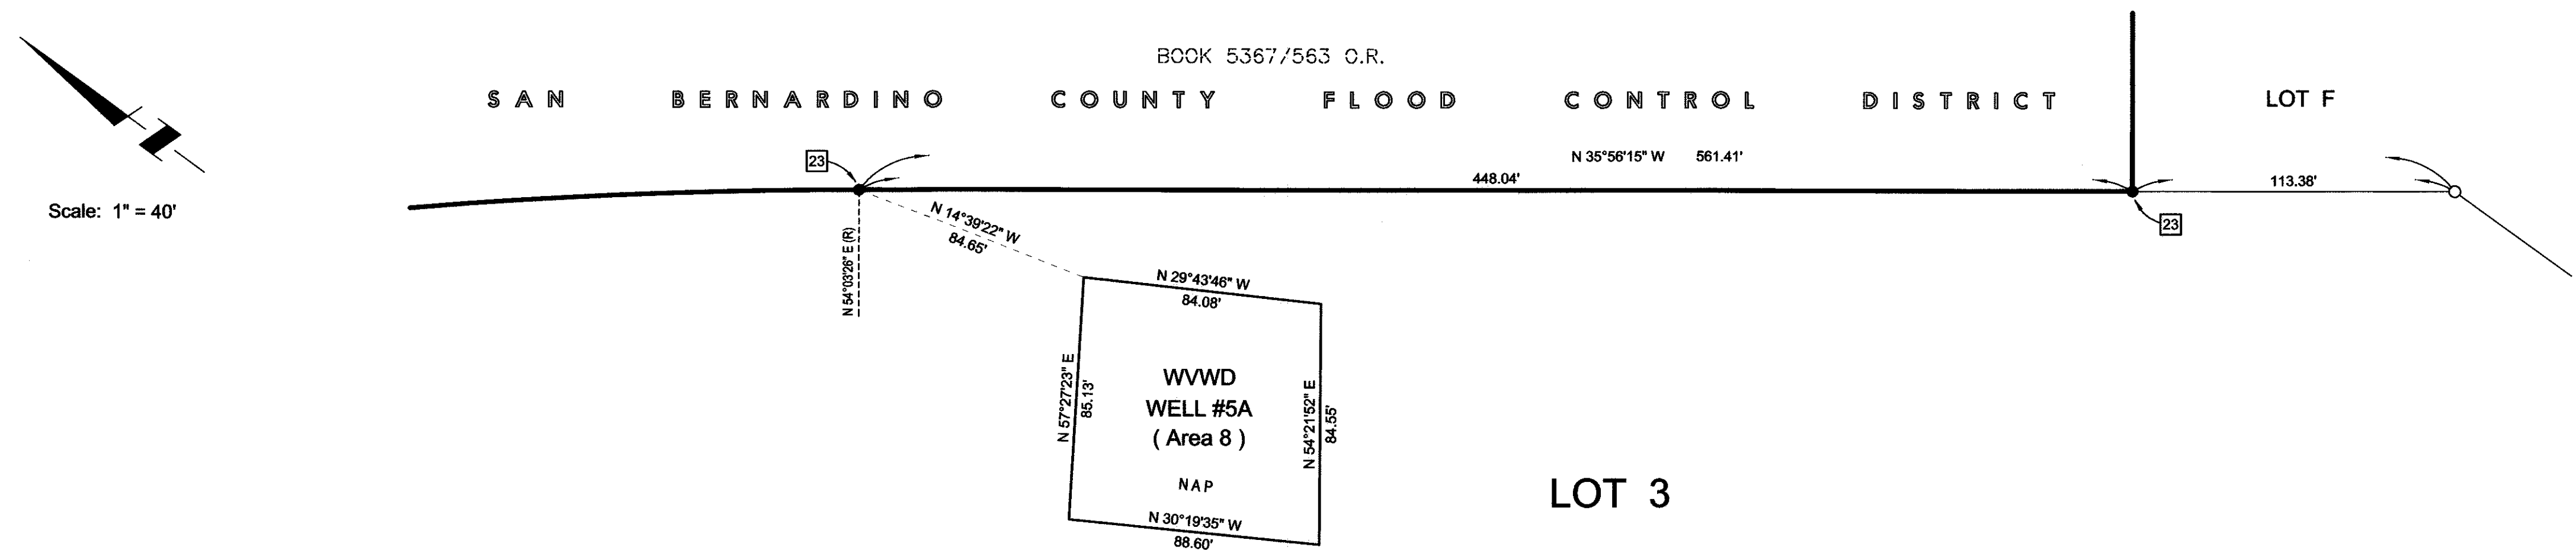 BOOK 5367/563 O.R.
SAN BERNARDINO COUNTY FLOOD CONTROL DISTRICT
LOT F
23
N 35°56'15" W 561.41'
448.04'
113.38'
Scale: 1" = 40'
23
N 14°39'22" W
84.65'
N 54°03'26" E (R)
N 29°43'46" W
84.08'
N 57°27'23" E
85.13'
WVWD
WELL #5A
( Area 8 )
NAP
N 54°21'52" E
84.55'
N 30°19'35" W
88.60'
LOT 3